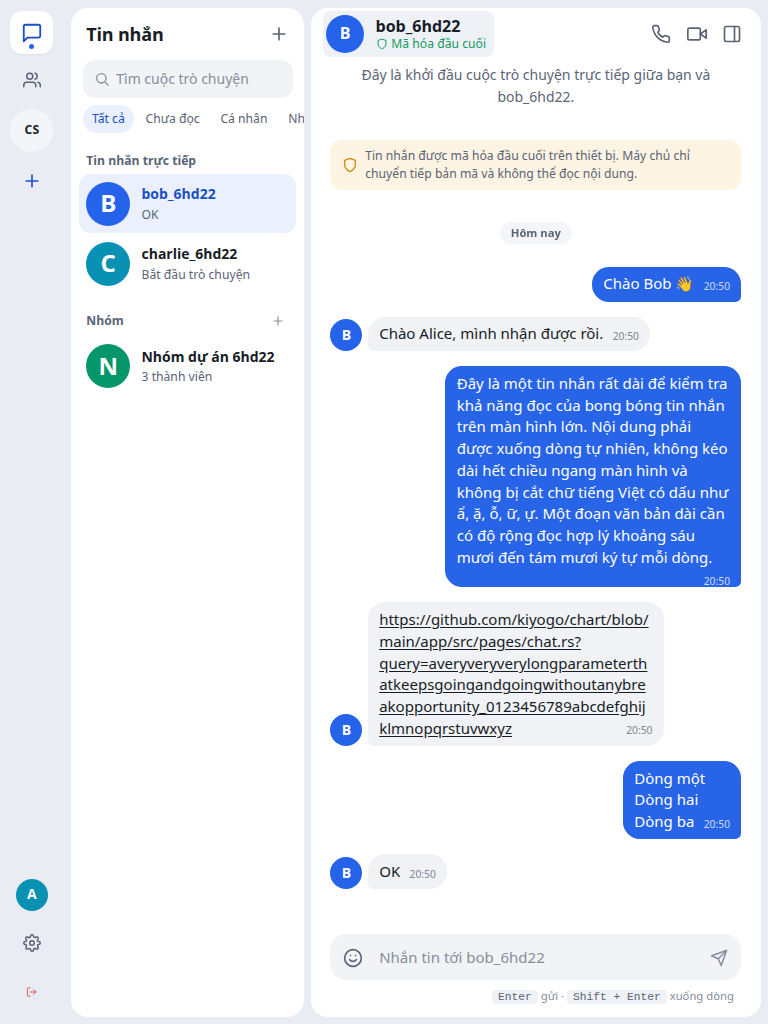 CS
A
Tin nhắn
Tìm cuộc trò chuyện
Tất cả
Chưa đọc
Cá nhân
Nh
Tin nhắn trực tiếp
B
bob_6hd22
OK
C
charlie_6hd22
Bắt đầu trò chuyện
Nhóm
N
Nhóm dự án 6hd22
3 thành viên
B
bob_6hd22
Mã hóa đầu cuối
Đây là khởi đầu cuộc trò chuyện trực tiếp giữa bạn và
bob_6hd22.
Tin nhắn được mã hóa đầu cuối trên thiết bị. Máy chủ chỉ
chuyển tiếp bản mã và không thể đọc nội dung.
Hôm nay
Chào Bob 👋 20:50
B
Chào Alice, mình nhận được rồi. 20:50
Đây là một tin nhắn rất dài để kiểm tra
khả năng đọc của bong bóng tin nhắn
trên màn hình lớn. Nội dung phải
được xuống dòng tự nhiên, không kéo
dài hết chiều ngang màn hình và
không bị cắt chữ tiếng Việt có dấu như
ẩ, ặ, ỗ, ữ, ự. Một đoạn văn bản dài cần
có độ rộng đọc hợp lý khoảng sáu
mươi đến tám mươi ký tự mỗi dòng.
20:50
https://github.com/kiyogo/chart/blob/
main/app/src/pages/chat.rs?
query=averyveryverylongparameterth
atkeepsgoingandgoingwithoutanybre
akopportunity_0123456789abcdefghij
klmnopqrstuvwxyz 20:50
B
Dòng một
Dòng hai
Dòng ba 20:50
B
OK 20:50
Nhắn tin tới bob_6hd22
Enter gửi · Shift + Enter xuống dòng